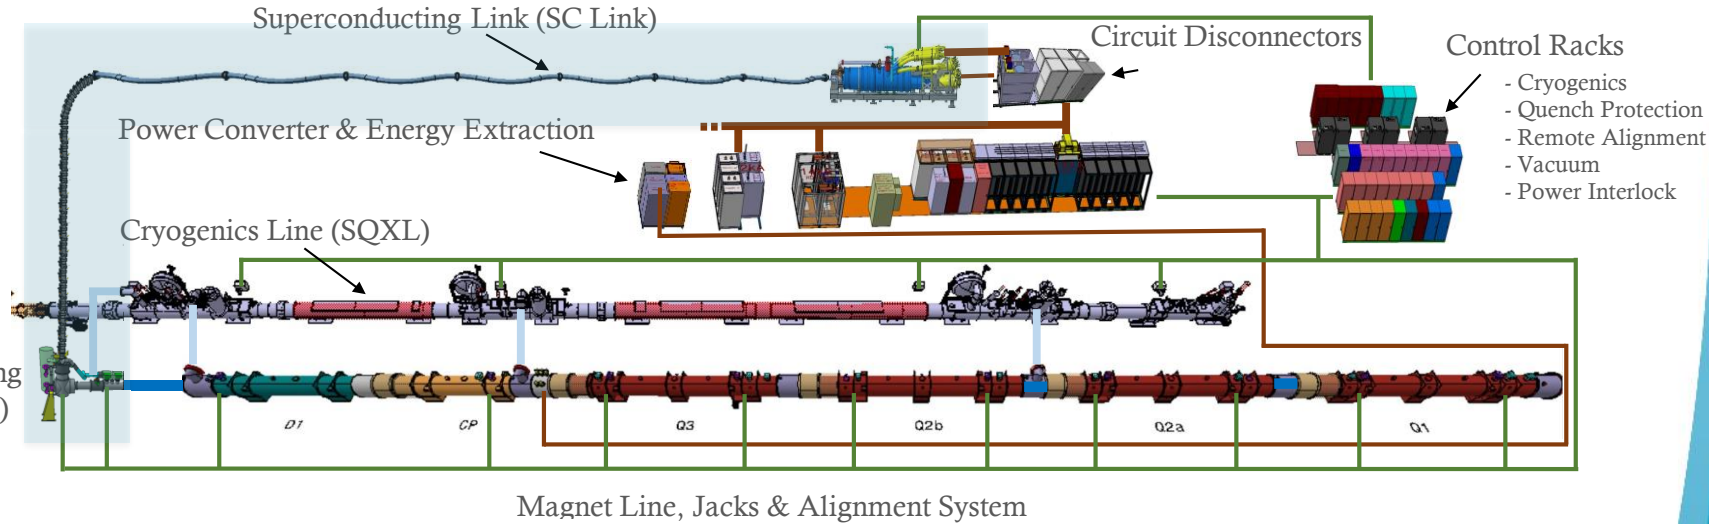 Superconducting Link (SC Link)
Circuit Disconnectors
Control Racks
- Cryogenics
- Quench Protection
- Remote Alignment
- Vacuum
- Power Interlock
Power Converter & Energy Extraction
Cryogenics Line (SQXL)
ng
)
D1
CP
Q3
Q2b
Q2a
Q1
Magnet Line, Jacks & Alignment System